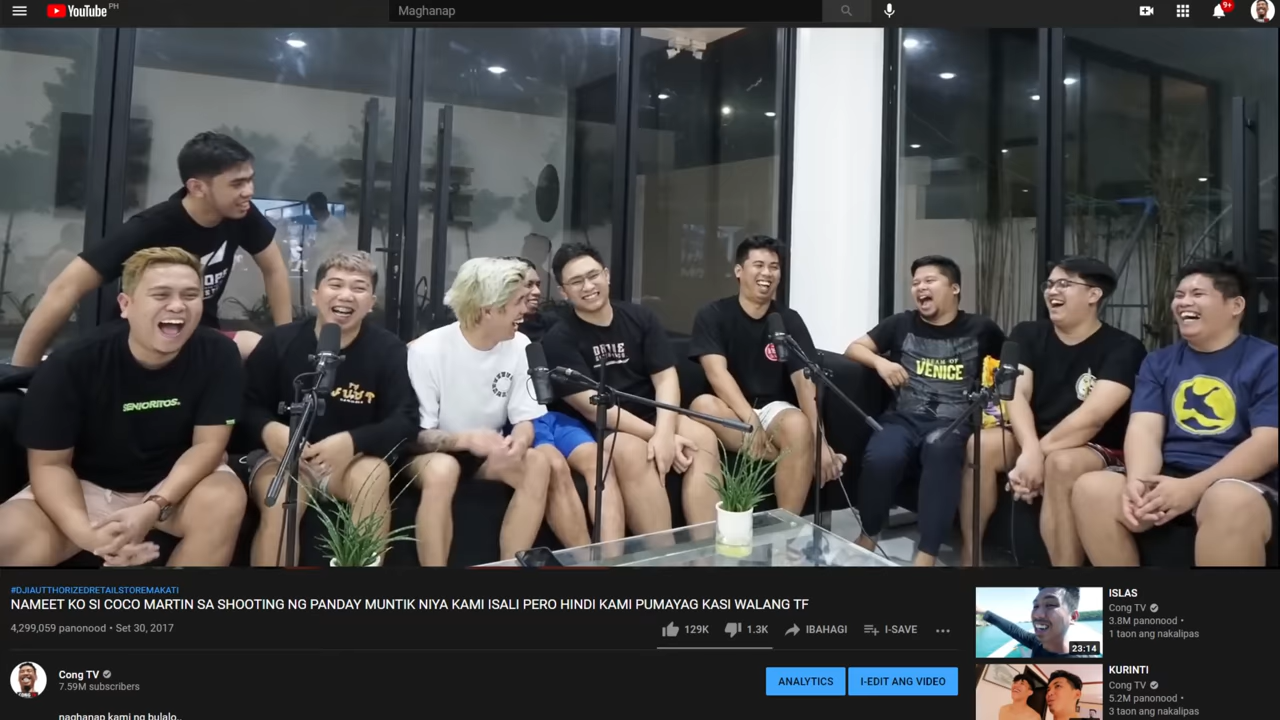 YouTube PH
Maghanap
9+
SENIORITOS
DREAM OF
VENICE
#DJIAUTTHORIZEDRETAILSTOREMAKATI
NAMEET KO SI COCO MARTIN SA SHOOTING NG PANDAY MUNTIK NIYA KAMI ISALI PERO HINDI KAMI PUMAYAG KASI WALANG TF
4,299,059 panonood • Set 30, 2017
129K
1.3K
IBAHAGI
I-SAVE
Cong TV
7.59M subscribers
ANALYTICS
I-EDIT ANG VIDEO
naghanap kami ng bulalo..
23:14
ISLAS
Cong TV
3.8M panonood •
1 taon ang nakalipas
KURINTI
Cong TV
5.2M panonood •
3 taon ang nakalipas